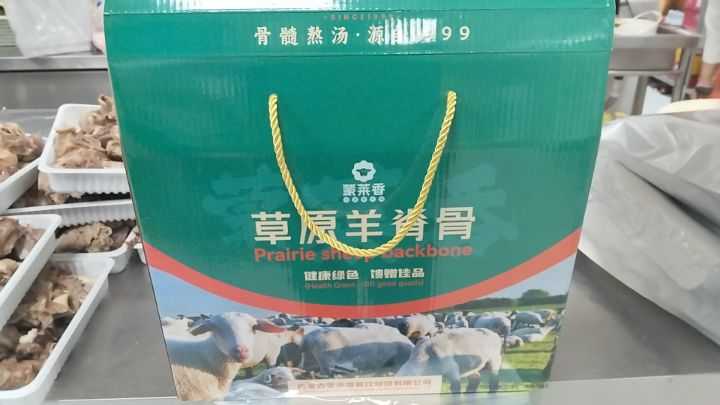 SINCE1999
骨髓熬汤·源自1999
蒙莱香
草原羊脊骨
Prairie sheep backbone
健康绿色 馈赠佳品
(Health Green Gift good quality)